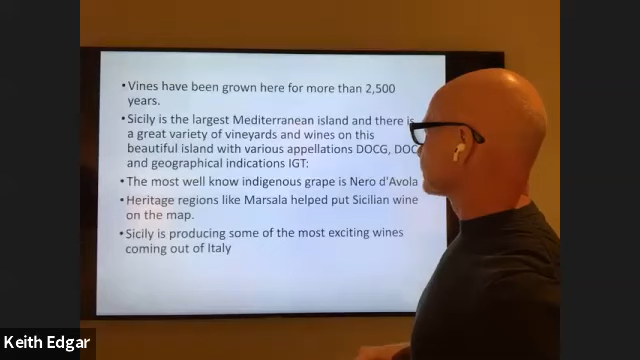 • Vines have been grown here for more than 2,500
years.
• Sicily is the largest Mediterranean island and there is
a great variety of vineyards and wines on this
beautiful island with various appellations DOCG, DOC
and geographical indications IGT:
• The most well know indigenous grape is Nero d'Avola
• Heritage regions like Marsala helped put Sicilian wine
on the map.
• Sicily is producing some of the most exciting wines
coming out of Italy
Keith Edgar